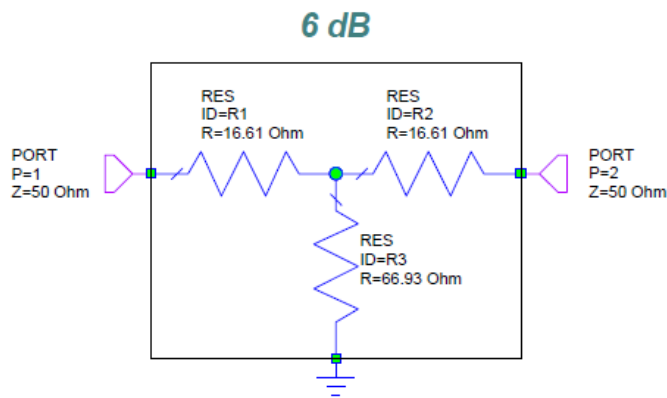 6 dB
RES
ID=R1
R=16.61 Ohm
RES
ID=R2
R=16.61 Ohm
PORT
P=1
Z=50 Ohm
PORT
P=2
Z=50 Ohm
RES
ID=R3
R=66.93 Ohm